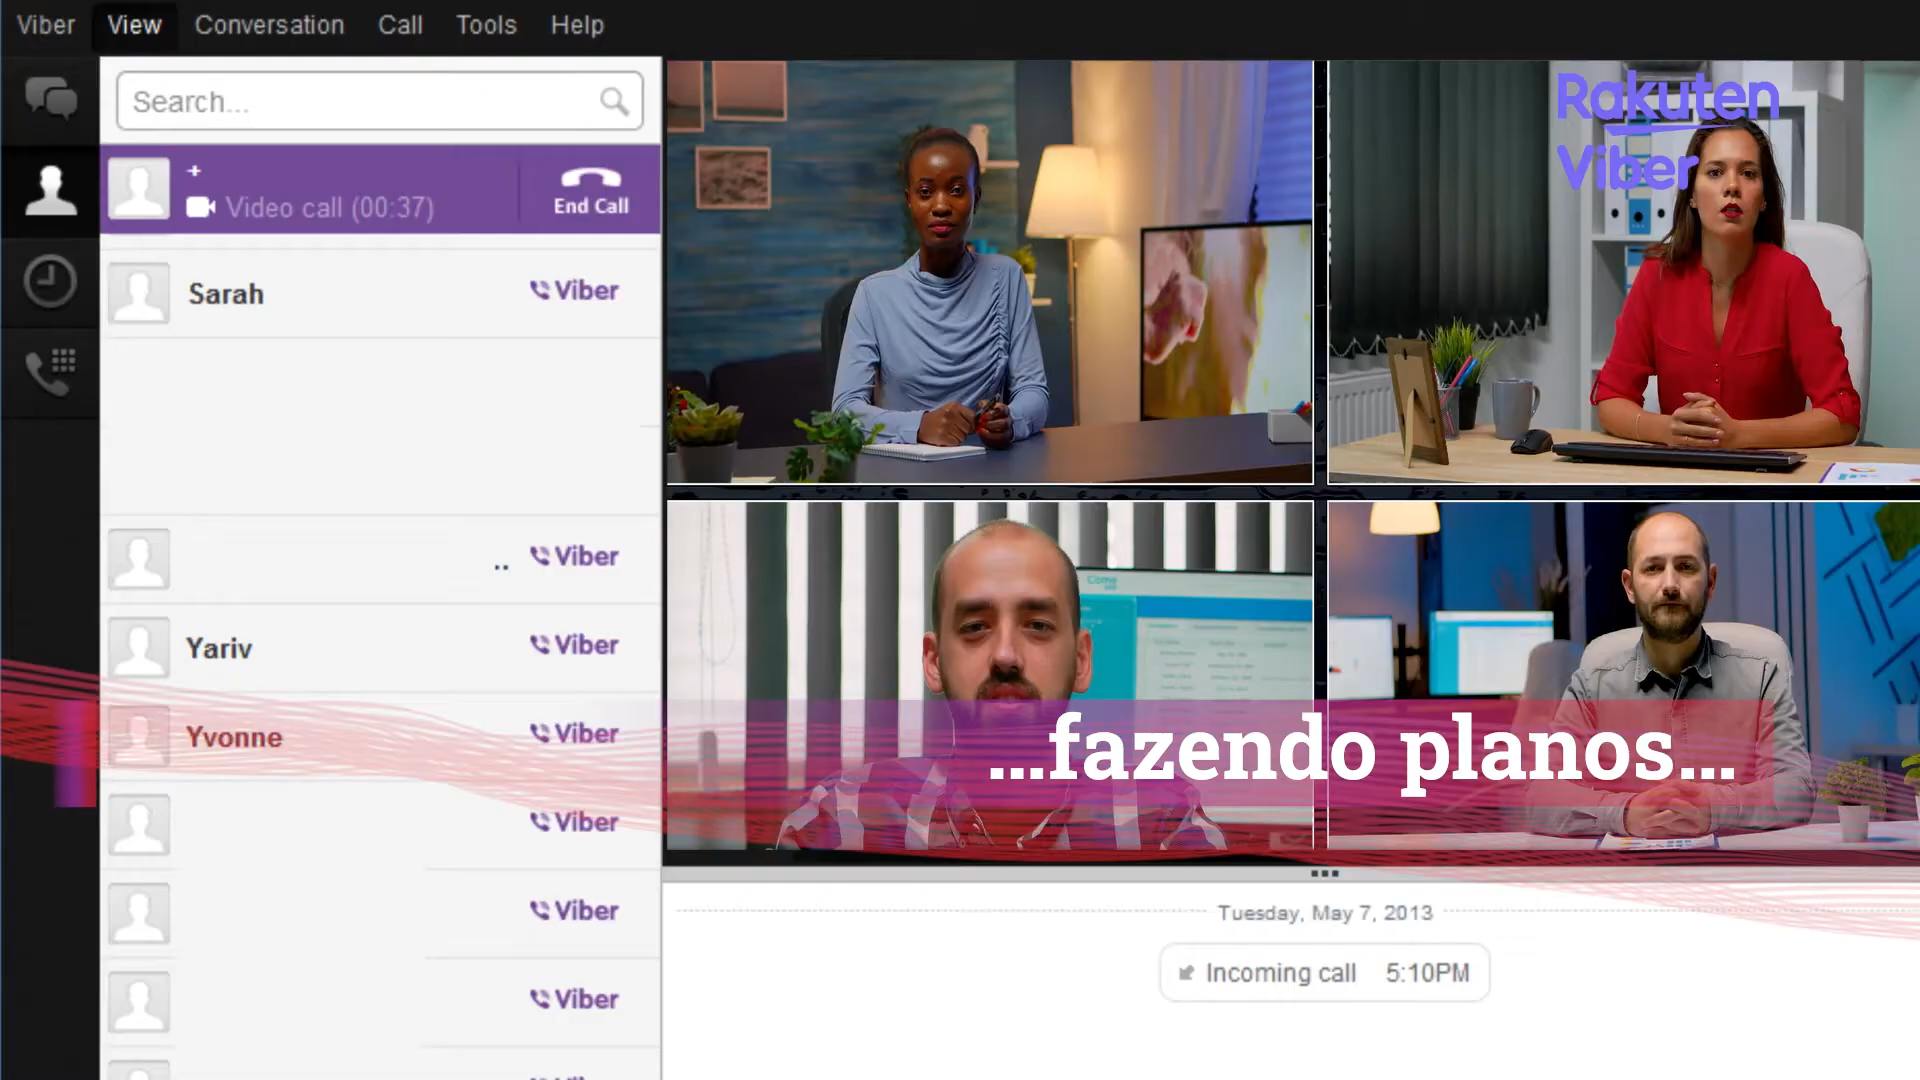 Viber View Conversation Call Tools Help
Search...
+
Video call (00:37)
End Call
Sarah Viber
.. Viber
Yariv Viber
Yvonne Viber
Viber
Viber
Viber
Rakuten
Viber
...fazendo planos...
Tuesday, May 7, 2013
Incoming call 5:10PM